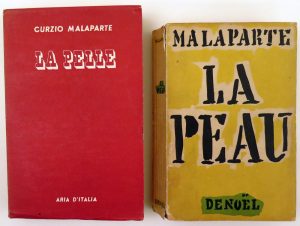 CURZIO MALAPARTE
LA PELLE
ARIA D'ITALIA
MALAPARTE
LA
PEAU
DENOËL